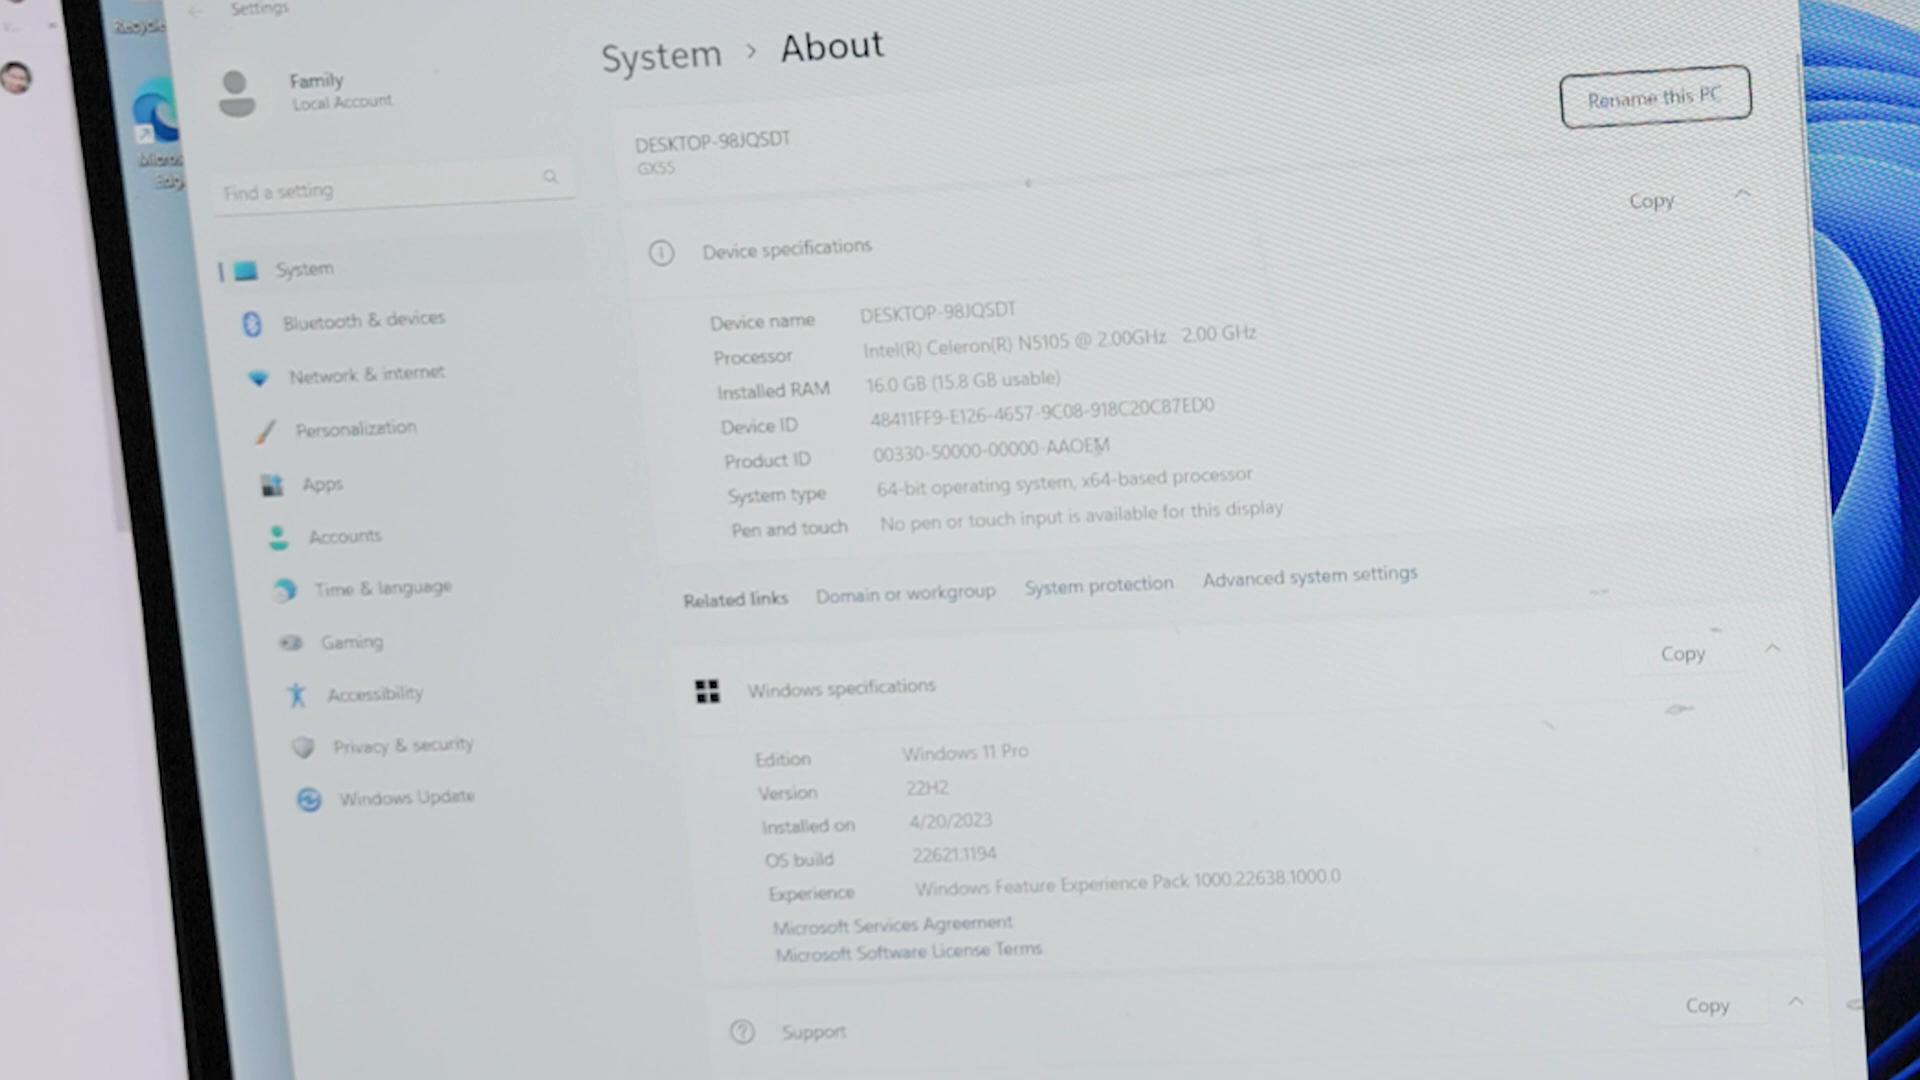 Recycle
Micros
Edg
Settings
Family
Local Account
Find a setting
System
Bluetooth & devices
Network & internet
Personalization
Apps
Accounts
Time & language
Gaming
Accessibility
Privacy & security
Windows Update
System > About
DESKTOP-98JQSDT
GX55
Rename this PC
Device specifications
Copy
Device name DESKTOP-98JQSDT
Processor Intel(R) Celeron(R) N5105 @ 2.00GHz 2.00 GHz
Installed RAM 16.0 GB (15.8 GB usable)
Device ID 48411FF9-E126-4657-9C08-918C20C87ED0
Product ID 00330-50000-00000-AAOEM
System type 64-bit operating system, x64-based processor
Pen and touch No pen or touch input is available for this display
Related links Domain or workgroup System protection Advanced system settings
Windows specifications
Copy
Edition Windows 11 Pro
Version 22H2
Installed on 4/20/2023
OS build 22621.1194
Experience Windows Feature Experience Pack 1000.22638.1000.0
Microsoft Services Agreement
Microsoft Software License Terms
Support
Copy